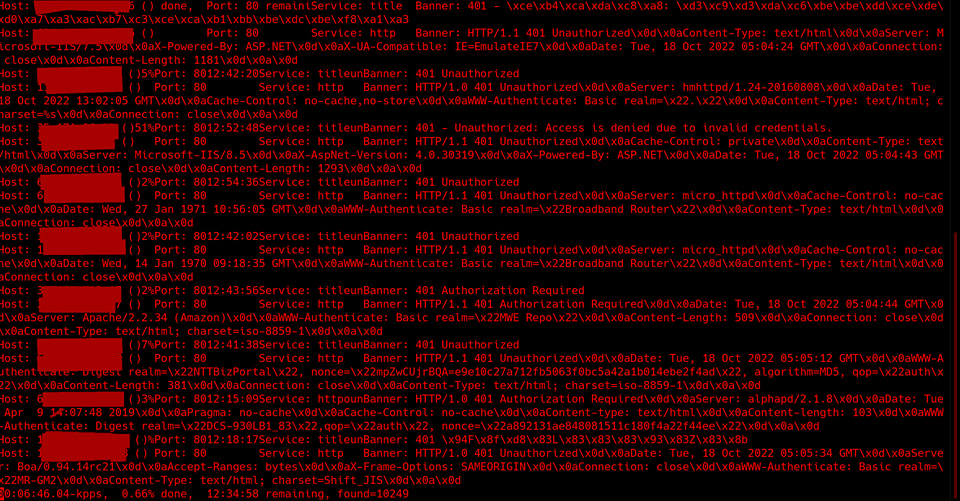 Host: () done, Port: 80 remaintService: title Banner: 401 - \xce\xb4\xca\xda\xc8\xa8: \xd3\xc9\xd3\xda\xc6\xbe\xbe\xdd\xce\xde\
xd0\xa7\xa3\xac\xb7\xc3\xce\xca\xb1\xbb\xbe\xdc\xbe\xf8\xa1\xa3
Host: () Port: 80 Service: http Banner: HTTP/1.1 401 Unauthorized\x0d\x0aContent-Type: text/html\x0d\x0aServer: M
icrosoft-IIS/7.5\x0d\x0aX-Powered-By: ASP.NET\x0d\x0aX-UA-Compatible: IE=EmulateIE7\x0d\x0aDate: Tue, 18 Oct 2022 05:04:24 GMT\x0d\x0aConnection:
close\x0d\x0aContent-Length: 1181\x0d\x0a\x0d
Host: ()5%Port: 8012:42:20Service: titleunBanner: 401 Unauthorized
Host: 1 () Port: 80 Service: http Banner: HTTP/1.0 401 Unauthorized\x0d\x0aServer: hmhttpd/1.24-20160808\x0d\x0aDate: Tue,
18 Oct 2022 13:02:05 GMT\x0d\x0aCache-Control: no-cache,no-store\x0d\x0aWWW-Authenticate: Basic realm=\x22.\x22\x0d\x0aContent-Type: text/html; c
harset=%s\x0d\x0aConnection: close\x0d\x0a\x0d
Host: ()51%Port: 8012:52:48Service: titleunBanner: 401 - Unauthorized: Access is denied due to invalid credentials.
Host: () Port: 80 Service: http Banner: HTTP/1.1 401 Unauthorized\x0d\x0aCache-Control: private\x0d\x0aContent-Type: text
/html\x0d\x0aServer: Microsoft-IIS/8.5\x0d\x0aX-AspNet-Version: 4.0.30319\x0d\x0aX-Powered-By: ASP.NET\x0d\x0aDate: Tue, 18 Oct 2022 05:04:43 GMT
\x0d\x0aConnection: close\x0d\x0aContent-Length: 1293\x0d\x0a\x0d
Host: 6 ()2%Port: 8012:54:36Service: titleunBanner: 401 Unauthorized
Host: 6 () Port: 80 Service: http Banner: HTTP/1.1 401 Unauthorized\x0d\x0aServer: micro_httpd\x0d\x0aCache-Control: no-cac
he\x0d\x0aDate: Wed, 27 Jan 1971 10:56:05 GMT\x0d\x0aWWW-Authenticate: Basic realm=\x22Broadband Router\x22\x0d\x0aContent-Type: text/html\x0d\x0
aConnection: close\x0d\x0a\x0d
Host: 1 ()2%Port: 8012:42:02Service: titleunBanner: 401 Unauthorized
Host: 1 () Port: 80 Service: http Banner: HTTP/1.1 401 Unauthorized\x0d\x0aServer: micro_httpd\x0d\x0aCache-Control: no-cac
he\x0d\x0aDate: Wed, 14 Jan 1970 09:18:35 GMT\x0d\x0aWWW-Authenticate: Basic realm=\x22Broadband Router\x22\x0d\x0aContent-Type: text/html\x0d\x0
aConnection: close\x0d\x0a\x0d
Host: 3 ()2%Port: 8012:43:56Service: titleunBanner: 401 Authorization Required
Host: () Port: 80 Service: http Banner: HTTP/1.1 401 Authorization Required\x0d\x0aDate: Tue, 18 Oct 2022 05:04:44 GMT\x0
d\x0aServer: Apache/2.2.34 (Amazon)\x0d\x0aWWW-Authenticate: Basic realm=\x22MWE Repo\x22\x0d\x0aContent-Length: 509\x0d\x0aConnection: close\x0d
\x0aContent-Type: text/html; charset=iso-8859-1\x0d\x0a\x0d
Host: 1 ()7%Port: 8012:41:38Service: titleunBanner: 401 Unauthorized
Host: 1 () Port: 80 Service: http Banner: HTTP/1.1 401 Unauthorized\x0d\x0aDate: Tue, 18 Oct 2022 05:05:12 GMT\x0d\x0aWWW-A
uthenticate: Digest realm=\x22NTTBizPortal\x22, nonce=\x22mpZwCUjrBQA=e9e10c27a712fb5063f0bc5a42a1b014ebe2f4ad\x22, algorithm=MD5, qop=\x22auth\x
22\x0d\x0aContent-Length: 381\x0d\x0aConnection: close\x0d\x0aContent-Type: text/html; charset=iso-8859-1\x0d\x0a\x0d
Host: 6 ()3%Port: 8012:15:09Service: httpounBanner: HTTP/1.0 401 Authorization Required\x0d\x0aServer: alphapd/2.1.8\x0d\x0aDate: Tue
Apr 9 14:07:48 2019\x0d\x0aPragma: no-cache\x0d\x0aCache-Control: no-cache\x0d\x0aContent-type: text/html\x0d\x0aContent-length: 103\x0d\x0aWWW
-Authenticate: Digest realm=\x22DCS-930LB1_83\x22,qop=\x22auth\x22, nonce=\x22a892131ae848081511c180f4a22f44ee\x22\x0d\x0a\x0d
Host: 1 ()%Port: 8012:18:17Service: titleunBanner: 401 \x94F\x8f\xd8\x83L\x83\x83\x83\x93\x83Z\x83\x8b
Host: () Port: 80 Service: http Banner: HTTP/1.0 401 Unauthorized\x0d\x0aDate: Tue, 18 Oct 2022 05:05:34 GMT\x0d\x0aServe
r: Boa/0.94.14rc21\x0d\x0aAccept-Ranges: bytes\x0d\x0aX-Frame-Options: SAMEORIGIN\x0d\x0aConnection: close\x0d\x0aWWW-Authenticate: Basic realm=\
x22MR-GM2\x22\x0d\x0aContent-Type: text/html; charset=Shift_JIS\x0d\x0a\x0d
0:06:46.04-kpps, 0.66% done, 12:34:58 remaining, found=10249